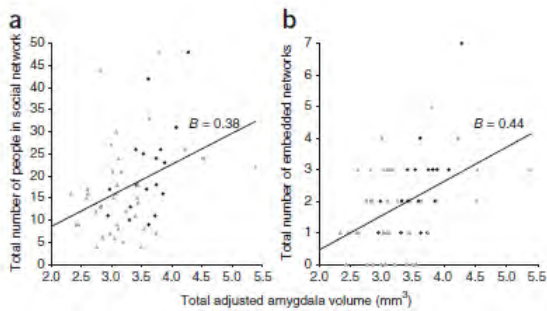 a
Total number of people in social network
50
45
40
35
30
25
20
15
10
5
0
B = 0.38
2.0 2.5 3.0 3.5 4.0 4.5 5.0 5.5
b
Total number of embedded networks
7
6
5
4
3
2
1
0
B = 0.44
2.0 2.5 3.0 3.5 4.0 4.5 5.0 5.5
Total adjusted amygdala volume (mm³)